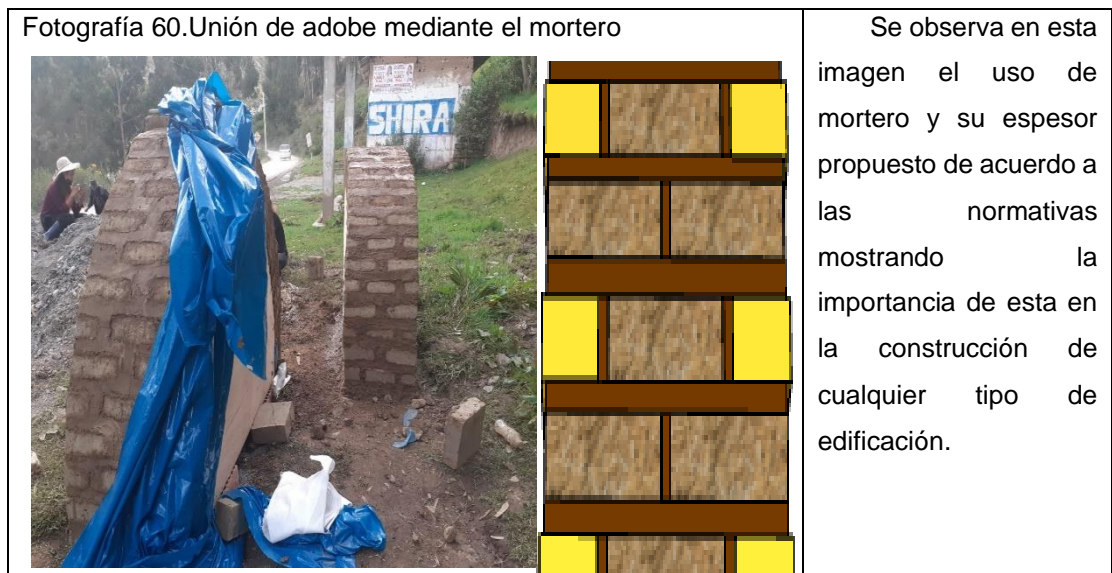 Fotografía 60.Unión de adobe mediante el mortero
SHIRA
Se observa en esta
imagen el uso de
mortero y su espesor
propuesto de acuerdo a
las normativas
mostrando la
importancia de esta en
la construcción de
cualquier tipo de
edificación.